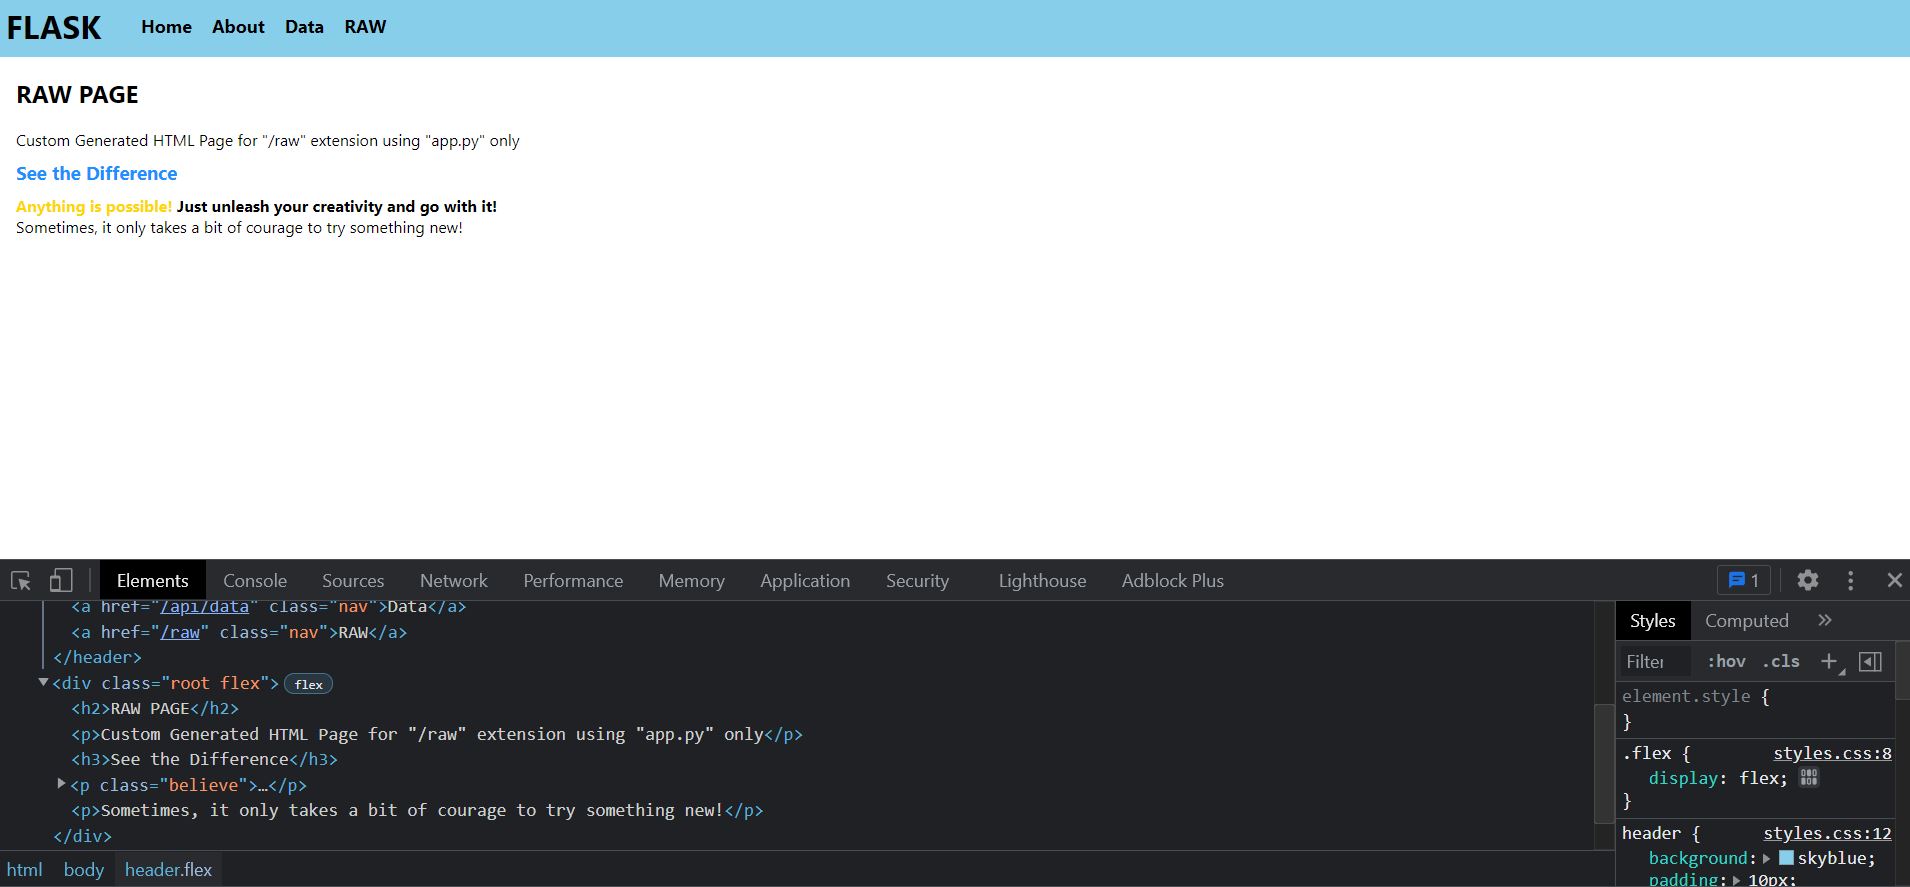 FLASK Home About Data RAW
RAW PAGE
Custom Generated HTML Page for "/raw" extension using "app.py" only
See the Difference
Anything is possible! Just unleash your creativity and go with it!
Sometimes, it only takes a bit of courage to try something new!
Elements Console Sources Network Performance Memory Application Security Lighthouse Adblock Plus 1
<a href="/api/data" class="nav">Data</a>
<a href="/raw" class="nav">RAW</a>
</header>
<div class="root flex"> flex
<h2>RAW PAGE</h2>
<p>Custom Generated HTML Page for "/raw" extension using "app.py" only</p>
<h3>See the Difference</h3>
<p class="believe">…</p>
<p>Sometimes, it only takes a bit of courage to try something new!</p>
</div>
html body header.flex
Styles Computed »
Filter :hov .cls +
element.style {
}
.flex { styles.css:8
display: flex;
}
header { styles.css:12
background: skyblue;
padding: 10px;